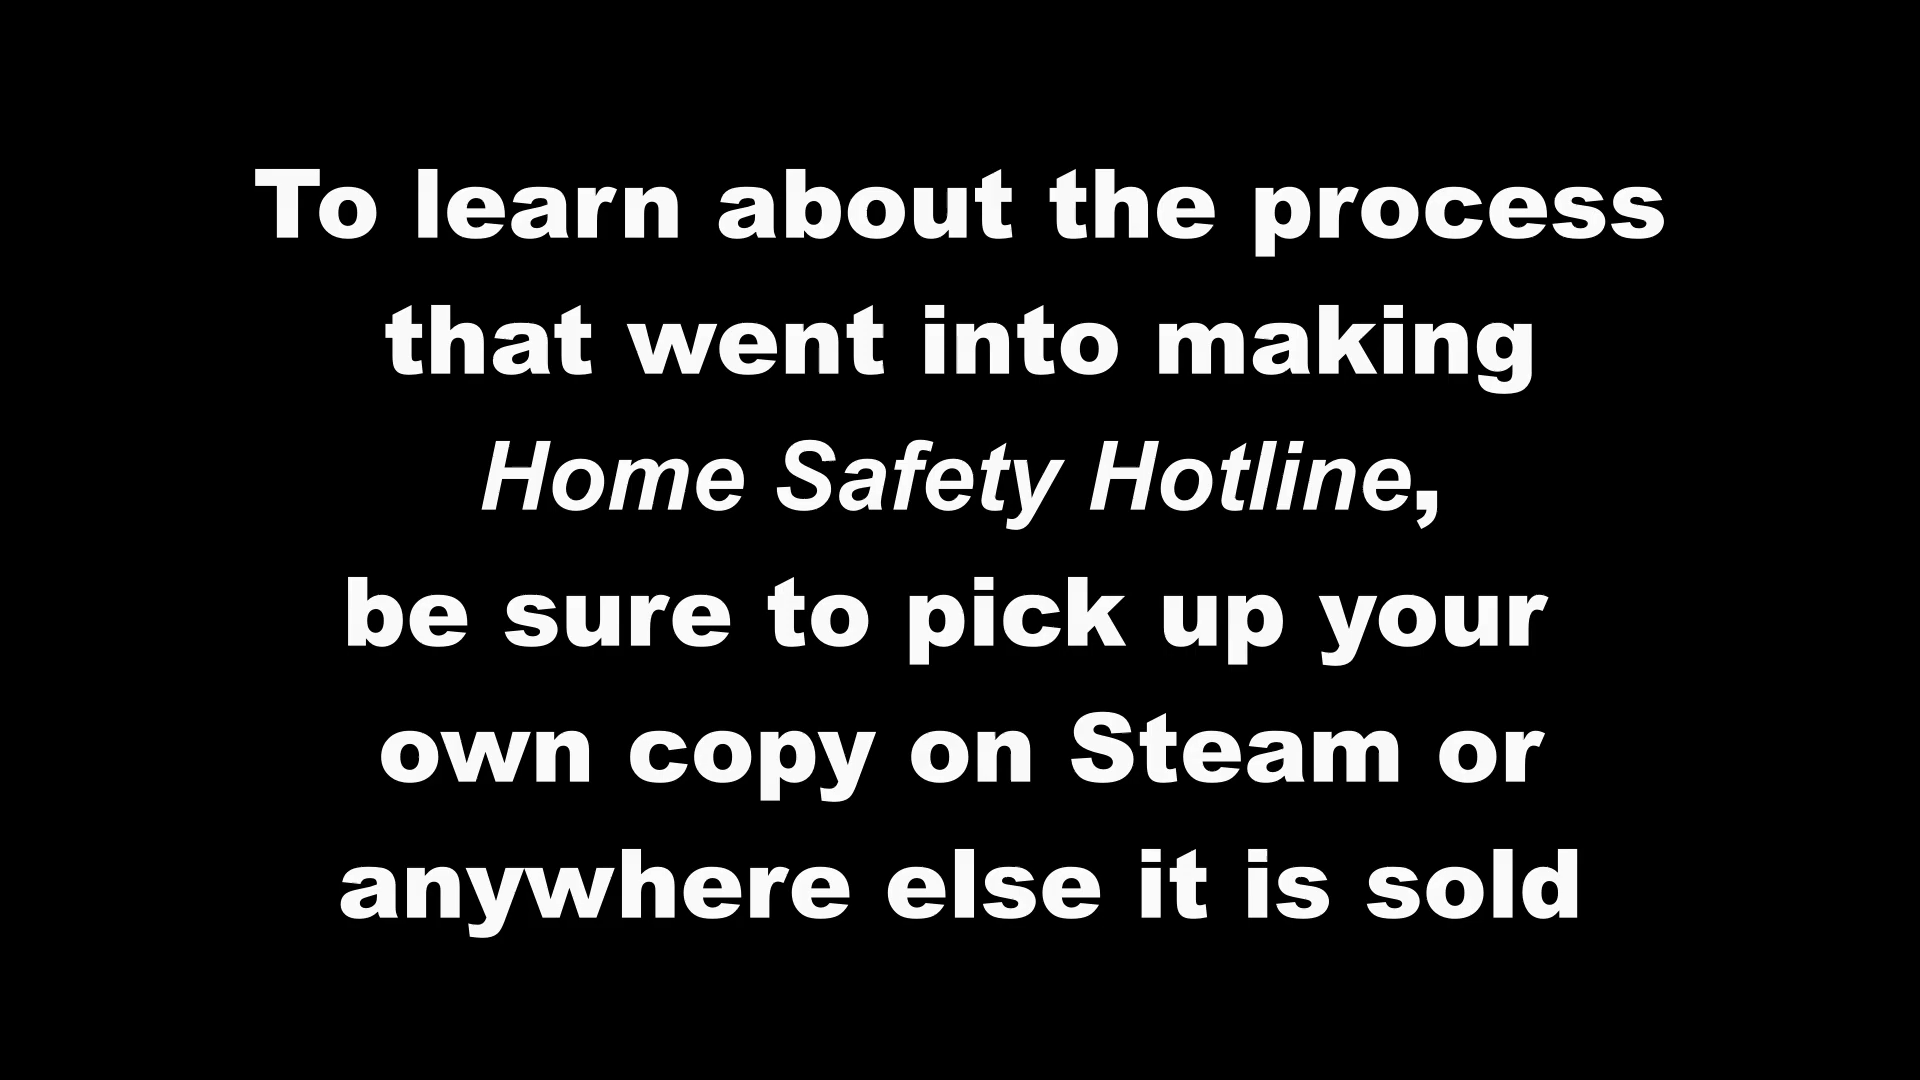 To learn about the process
that went into making
Home Safety Hotline,
be sure to pick up your
own copy on Steam or
anywhere else it is sold